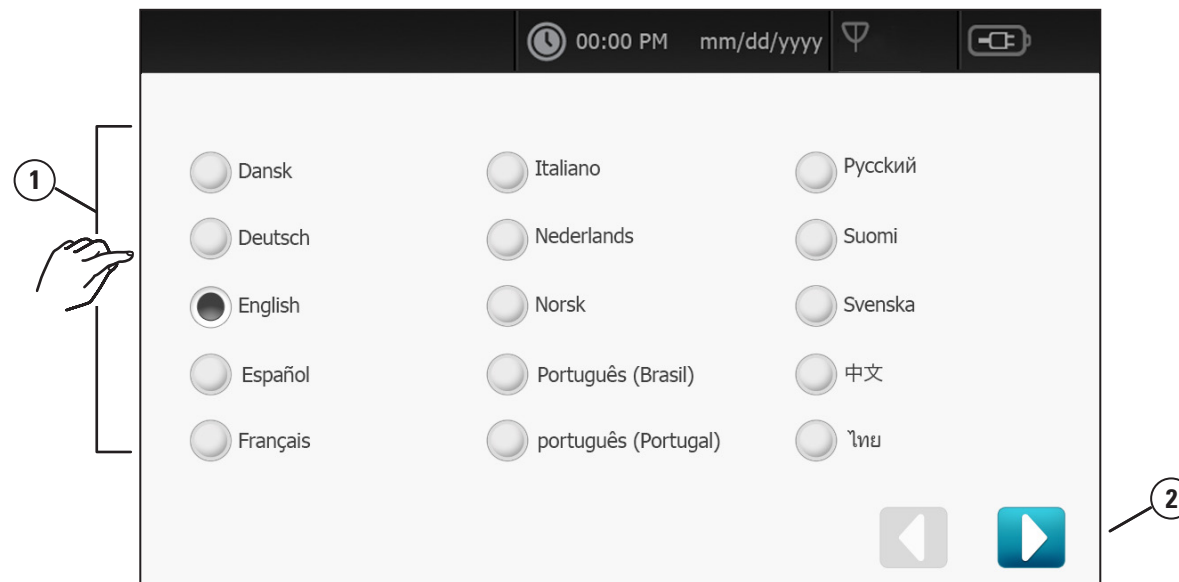 00:00 PM mm/dd/yyyy
1
Dansk Italiano Русский
Deutsch Nederlands Suomi
English Norsk Svenska
Español Português (Brasil) 中文
Français português (Portugal) ไทย
2